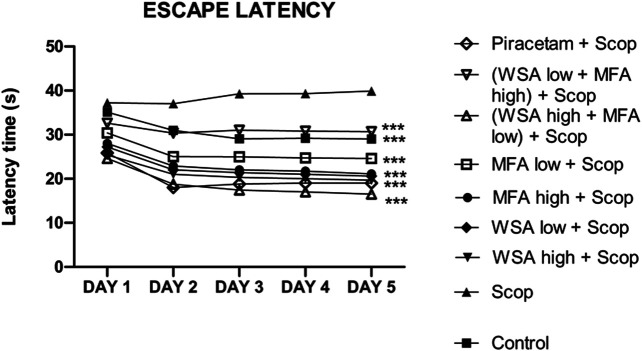 ESCAPE LATENCY
Latency time (s)
50
40
30
20
10
0
DAY 1 DAY 2 DAY 3 DAY 4 DAY 5
***
***
***
***
***
***
Piracetam + Scop
(WSA low + MFA
high) + Scop
(WSA high + MFA
low) + Scop
MFA low + Scop
MFA high + Scop
WSA low + Scop
WSA high + Scop
Scop
Control